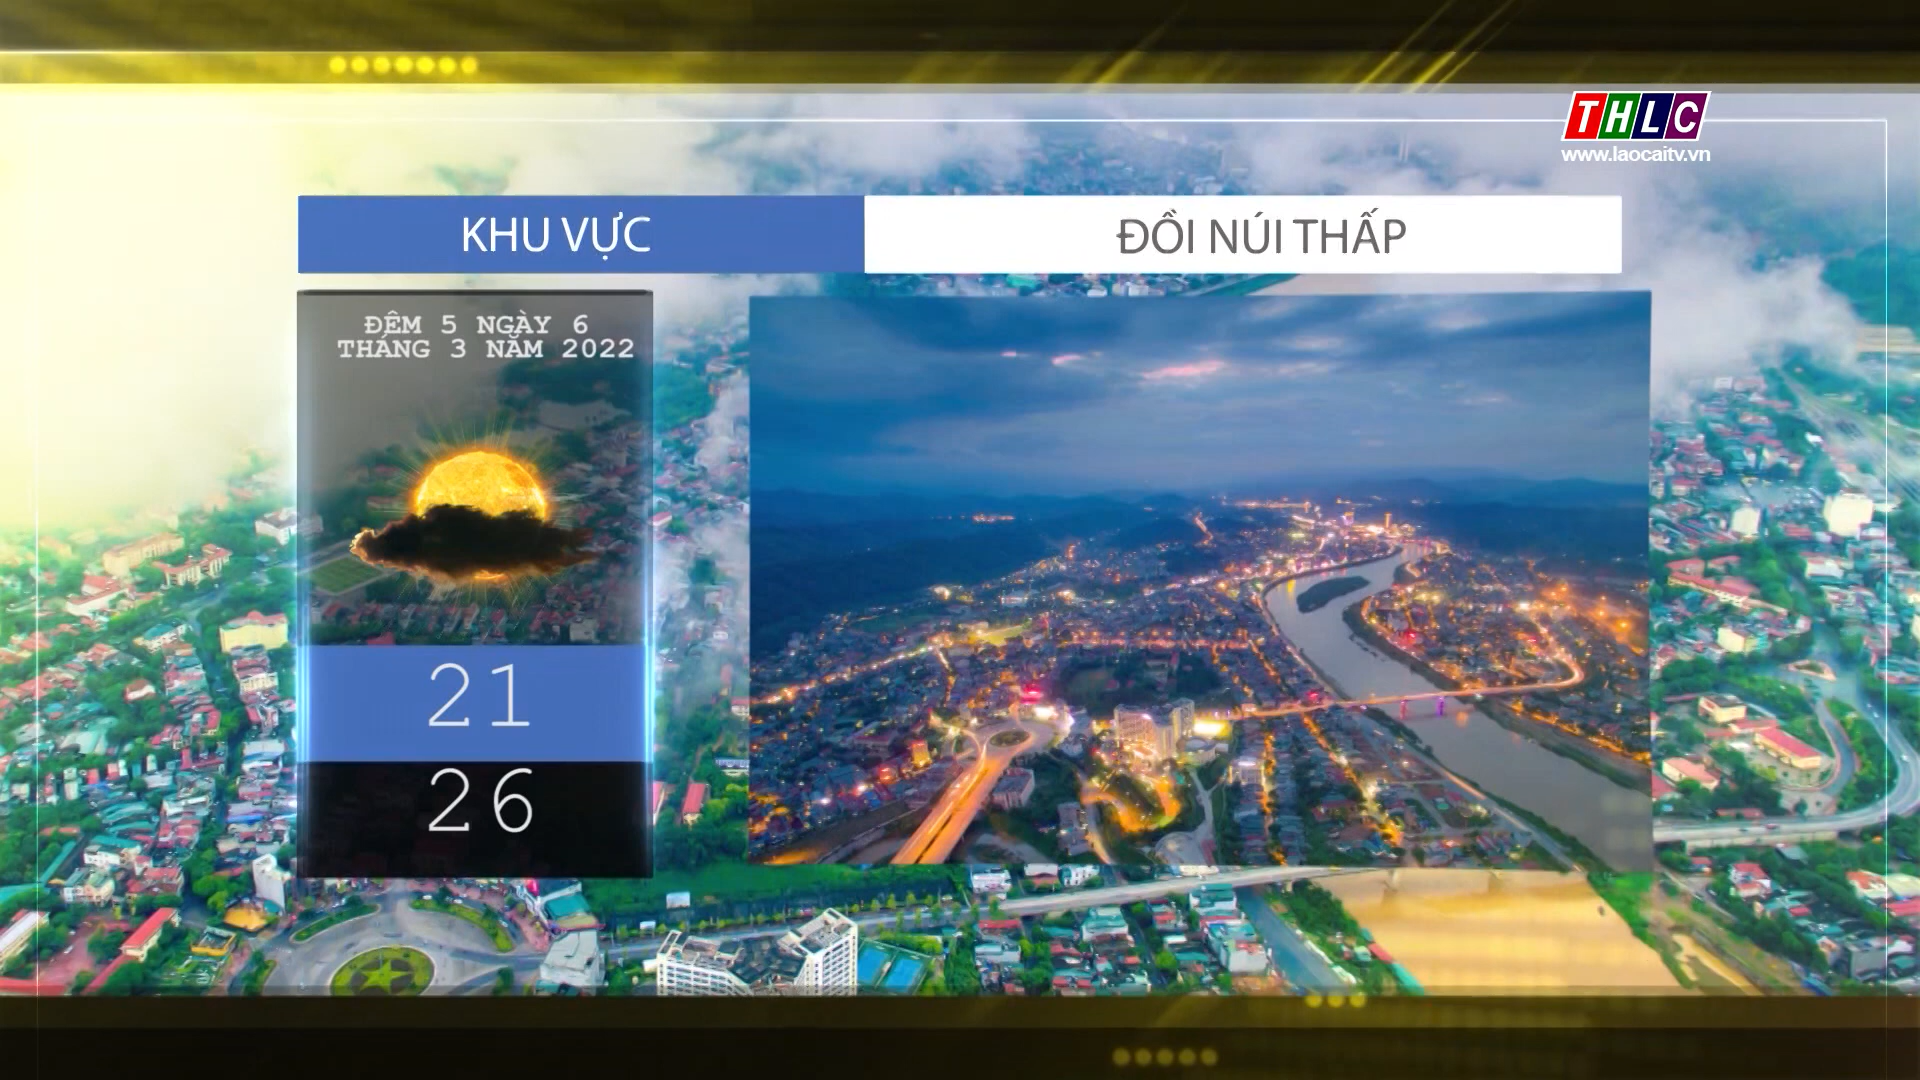 THLC
www.laocaitv.vn
KHU VỰC
ĐỒI NÚI THẤP
ĐÊM 5 NGÀY 6
THÁNG 3 NĂM 2022
21
26